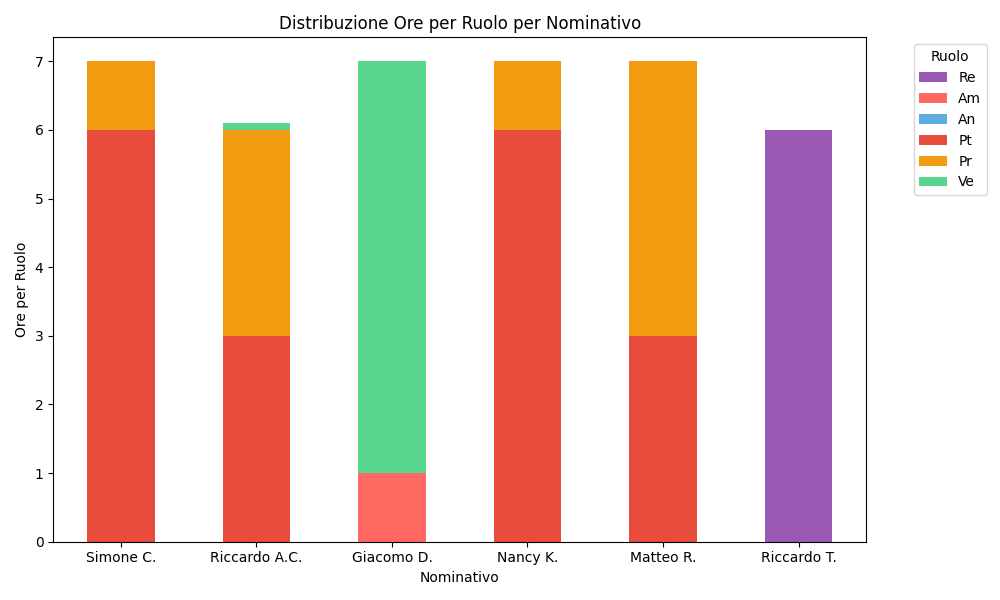 Distribuzione Ore per Ruolo per Nominativo
Ruolo
Re
Am
An
Pt
Pr
Ve
Ore per Ruolo
7
6
5
4
3
2
1
0
Simone C. Riccardo A.C. Giacomo D. Nancy K. Matteo R. Riccardo T.
Nominativo